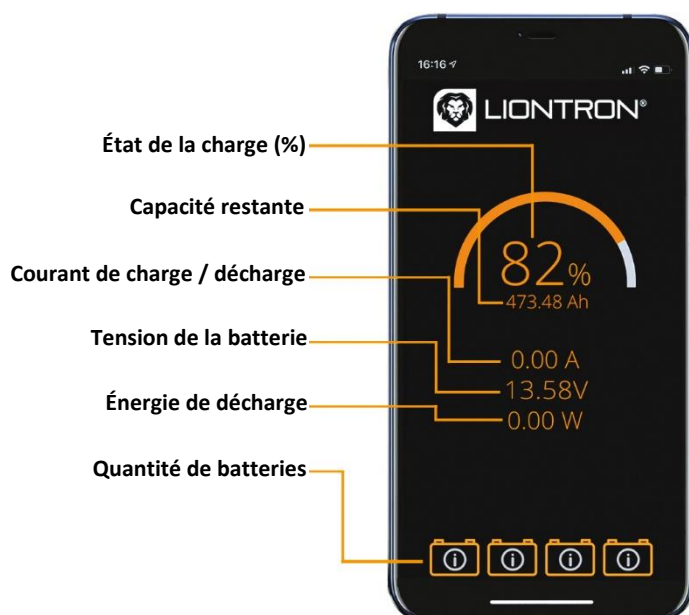 16:16
LIONTRON®
État de la charge (%)
Capacité restante
82%
473.48 Ah
Courant de charge / décharge
0.00 A
Tension de la batterie
13.58V
Énergie de décharge
0.00 W
Quantité de batteries